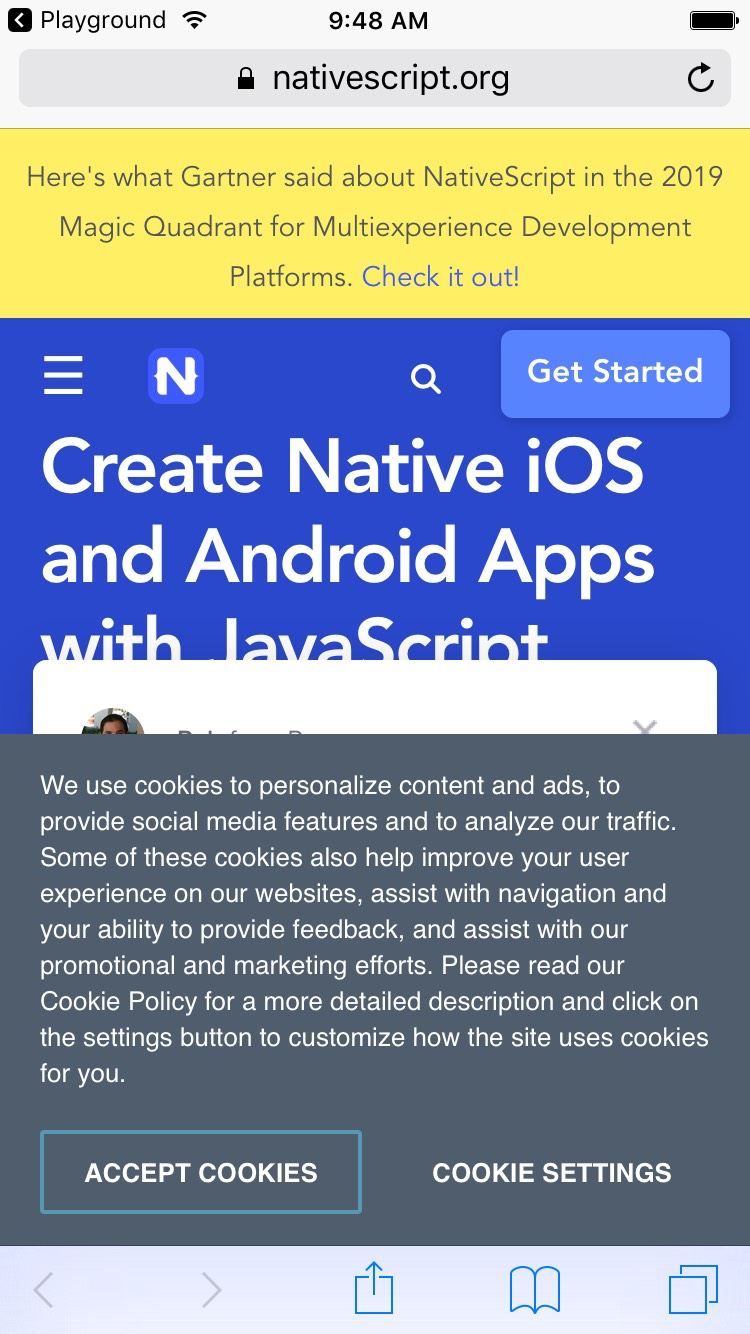 Playground 9:48 AM
nativescript.org
Here's what Gartner said about NativeScript in the 2019
Magic Quadrant for Multiexperience Development
Platforms. Check it out!
N Get Started
Create Native iOS
and Android Apps
with JavaScript
We use cookies to personalize content and ads, to
provide social media features and to analyze our traffic.
Some of these cookies also help improve your user
experience on our websites, assist with navigation and
your ability to provide feedback, and assist with our
promotional and marketing efforts. Please read our
Cookie Policy for a more detailed description and click on
the settings button to customize how the site uses cookies
for you.
ACCEPT COOKIES COOKIE SETTINGS